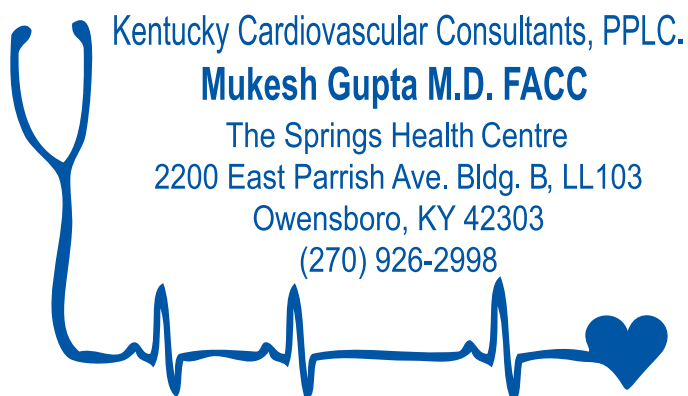 Kentucky Cardiovascular Consultants, PPLC.
Mukesh Gupta M.D. FACC
The Springs Health Centre
2200 East Parrish Ave. Bldg. B, LL103
Owensboro, KY 42303
(270) 926-2998